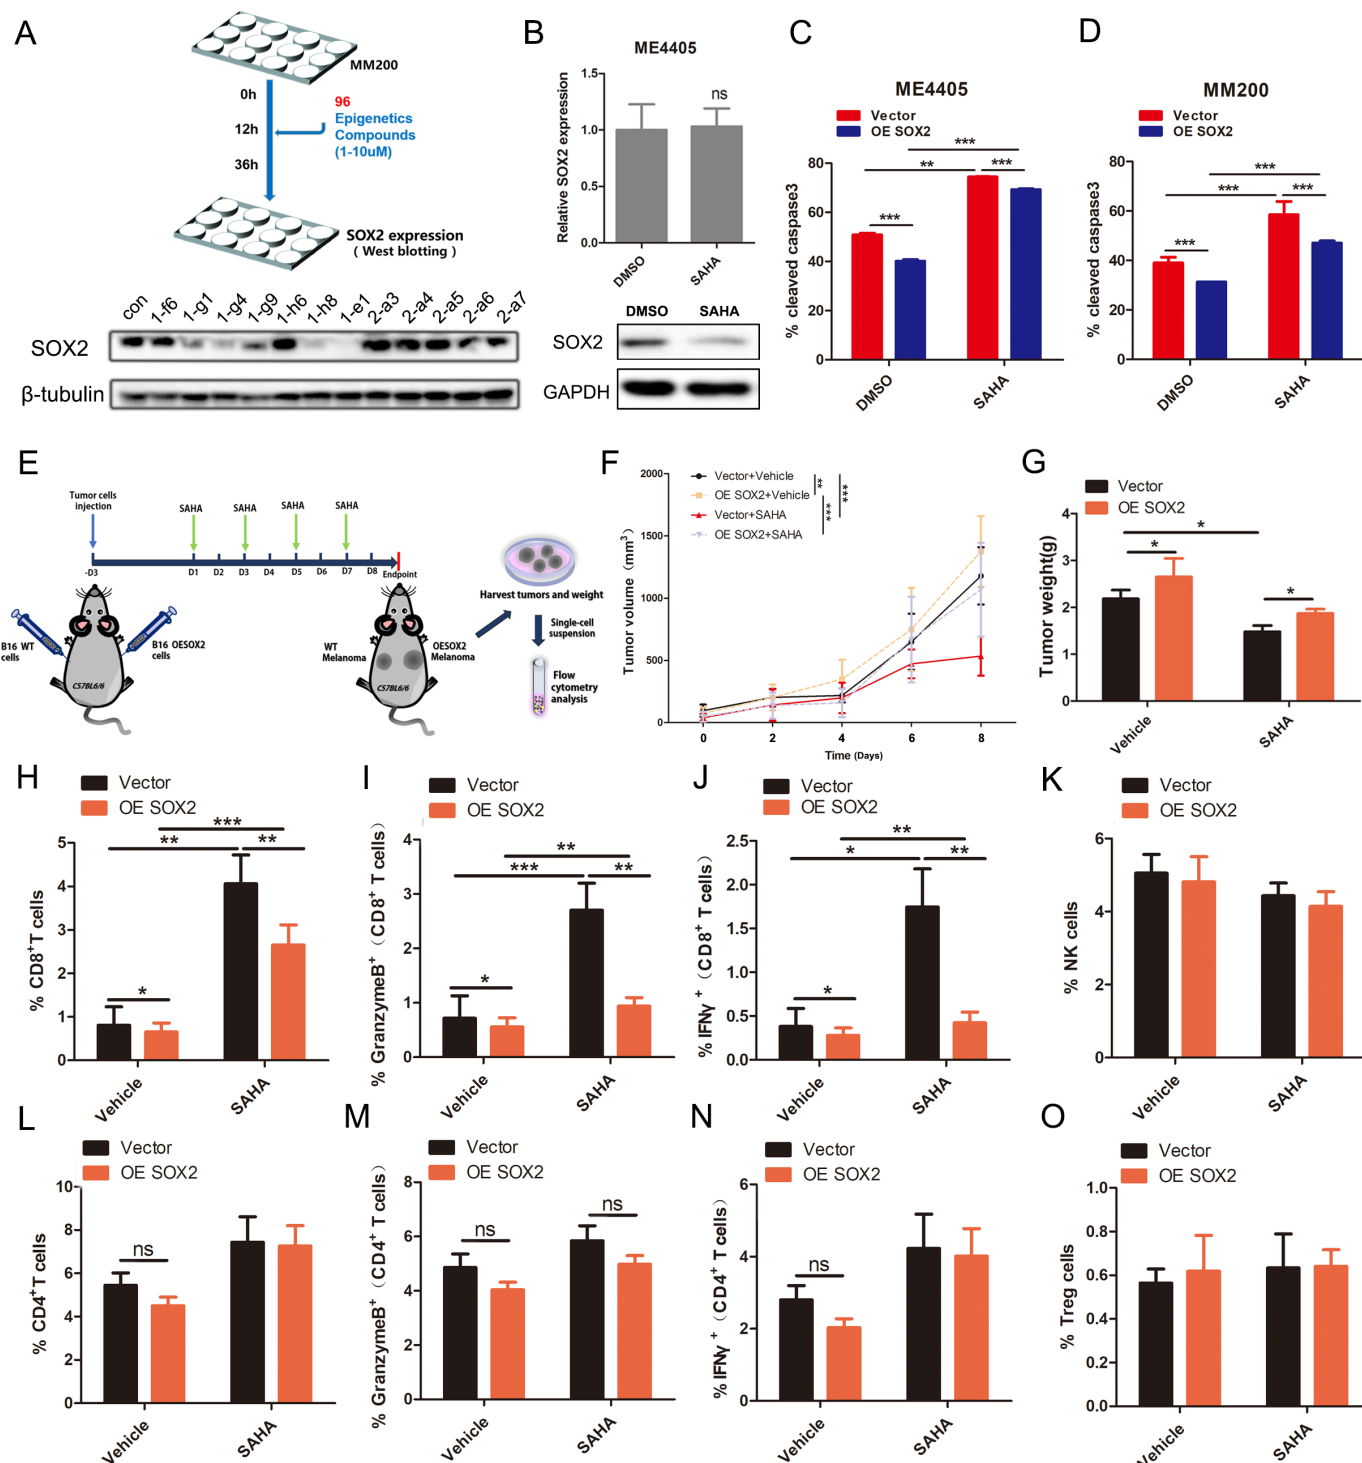 A
MM200
0h
12h
36h
96
Epigenetics
Compounds
(1-10uM)
SOX2 expression
( West blotting )
con 1-f6 1-g1 1-g4 1-g9 1-h6 1-h8 1-e1 2-a3 2-a4 2-a5 2-a6 2-a7
SOX2
β-tubulin
B
ME4405
Relative SOX2 expression
1.5
1.0
0.5
0.0
ns
DMSO SAHA
DMSO SAHA
SOX2
GAPDH
C
ME4405
Vector
OE SOX2
% cleaved caspase3
80
60
40
20
0
***
** ***
***
DMSO SAHA
D
MM200
Vector
OE SOX2
% cleaved caspase3
80
60
40
20
0
***
*** ***
***
DMSO SAHA
E
Tumor cells
injection
SAHA SAHA SAHA SAHA
-D3 D1 D2 D3 D4 D5 D6 D7 D8 Endpoint
B16 WT
cells
B16 OESOX2
cells
C57BL6/6
WT
Melanoma
OESOX2
Melanoma
C57BL6/6
Harvest tumors and weight
Single-cell
suspension
Flow
cytometry
analysis
F
Tumor volume (mm³)
2000
1500
1000
500
0
Vector+Vehicle
OE SOX2+Vehicle
Vector+SAHA
OE SOX2+SAHA
**
***
***
0 2 4 6 8
Time (Days)
G
Vector
OE SOX2
Tumor weight(g)
4
3
2
1
0
*
*
*
Vehicle SAHA
H
Vector
OE SOX2
% CD8⁺T cells
5
4
3
2
1
0
***
** **
*
Vehicle SAHA
I
Vector
OE SOX2
% GranzymeB⁺ (CD8⁺ T cells)
4
3
2
1
0
**
*** **
*
Vehicle SAHA
J
Vector
OE SOX2
% IFNγ ⁺ (CD8⁺ T cells)
2.5
2.0
1.5
1.0
0.5
0.0
**
* **
*
Vehicle SAHA
K
Vector
OE SOX2
% NK cells
6
4
2
0
Vehicle SAHA
L
Vector
OE SOX2
% CD4⁺T cells
10
8
6
4
2
0
ns
Vehicle SAHA
M
Vector
OE SOX2
% GranzymeB⁺ (CD4⁺ T cells)
8
6
4
2
0
ns
ns
Vehicle SAHA
N
Vector
OE SOX2
% IFNγ ⁺ (CD4⁺ T cells)
6
4
2
0
ns
Vehicle SAHA
O
Vector
OE SOX2
% Treg cells
1.0
0.8
0.6
0.4
0.2
0.0
Vehicle SAHA